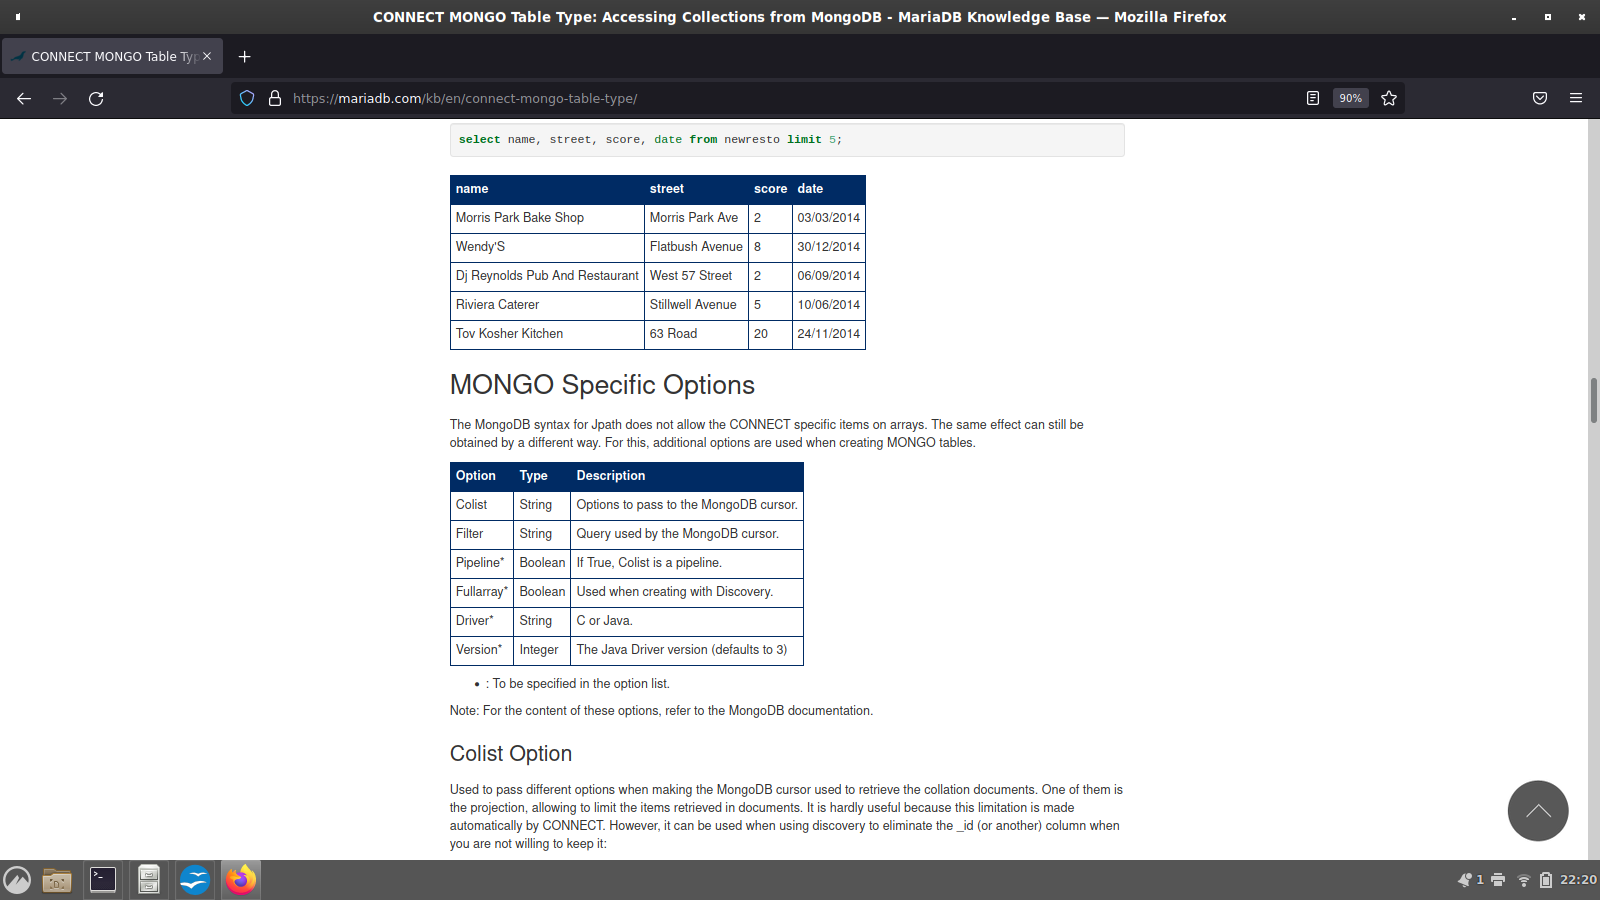 CONNECT MONGO Table Type: Accessing Collections from MongoDB - MariaDB Knowledge Base — Mozilla Firefox
CONNECT MONGO Table Typ
https://mariadb.com/kb/en/connect-mongo-table-type/
90%
select name, street, score, date from newresto limit 5;
name street score date
Morris Park Bake Shop Morris Park Ave 2 03/03/2014
Wendy'S Flatbush Avenue 8 30/12/2014
Dj Reynolds Pub And Restaurant West 57 Street 2 06/09/2014
Riviera Caterer Stillwell Avenue 5 10/06/2014
Tov Kosher Kitchen 63 Road 20 24/11/2014
MONGO Specific Options
The MongoDB syntax for Jpath does not allow the CONNECT specific items on arrays. The same effect can still be
obtained by a different way. For this, additional options are used when creating MONGO tables.
Option Type Description
Colist String Options to pass to the MongoDB cursor.
Filter String Query used by the MongoDB cursor.
Pipeline* Boolean If True, Colist is a pipeline.
Fullarray* Boolean Used when creating with Discovery.
Driver* String C or Java.
Version* Integer The Java Driver version (defaults to 3)
• : To be specified in the option list.
Note: For the content of these options, refer to the MongoDB documentation.
Colist Option
Used to pass different options when making the MongoDB cursor used to retrieve the collation documents. One of them is
the projection, allowing to limit the items retrieved in documents. It is hardly useful because this limitation is made
automatically by CONNECT. However, it can be used when using discovery to eliminate the _id (or another) column when
you are not willing to keep it:
1 22:20